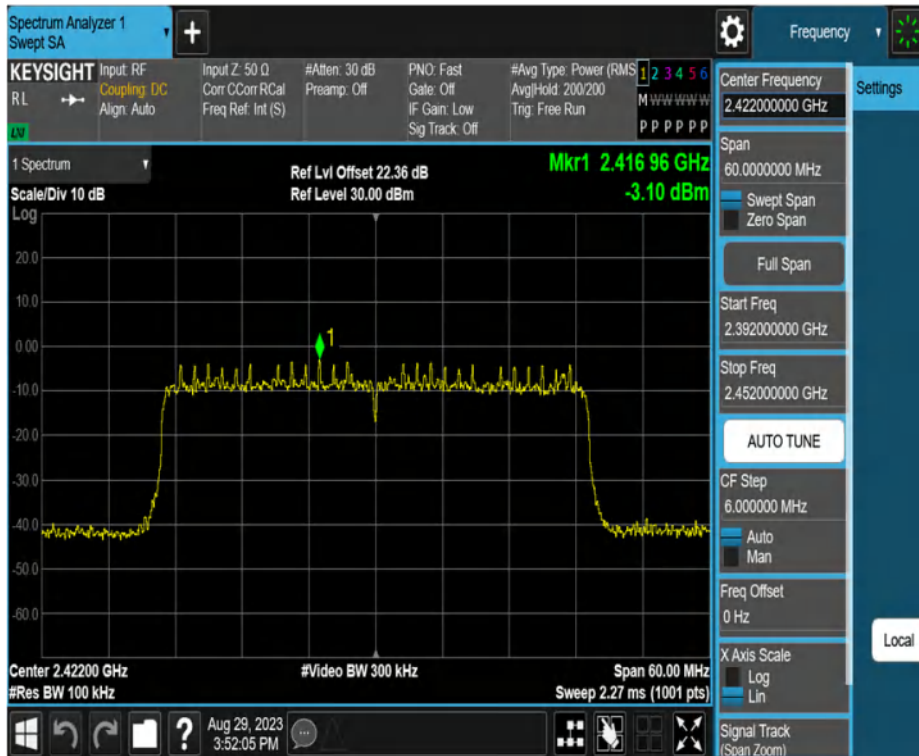 Spectrum Analyzer 1
Swept SA
+
Frequency
KEYSIGHT
RL
LNI
Input: RF
Coupling: DC
Align: Auto
Input Z: 50 Ω
Corr CCorr RCal
Freq Ref: Int (S)
#Atten: 30 dB
Preamp: Off
PNO: Fast
Gate: Off
IF Gain: Low
Sig Track: Off
#Avg Type: Power (RMS
Avg|Hold: 200/200
Trig: Free Run
1 2 3 4 5 6
M W W W W W
P P P P P P
1 Spectrum
Scale/Div 10 dB
Ref Lvl Offset 22.36 dB
Ref Level 30.00 dBm
Mkr1 2.416 96 GHz
-3.10 dBm
Log
20.0
10.0
0.00
-10.0
-20.0
-30.0
-40.0
-50.0
-60.0
1
Center 2.42200 GHz
#Res BW 100 kHz
#Video BW 300 kHz
Span 60.00 MHz
Sweep 2.27 ms (1001 pts)
Aug 29, 2023
3:52:05 PM
?
Center Frequency
2.422000000 GHz
Span
60.0000000 MHz
Swept Span
Zero Span
Full Span
Start Freq
2.392000000 GHz
Stop Freq
2.452000000 GHz
AUTO TUNE
CF Step
6.000000 MHz
Auto
Man
Freq Offset
0 Hz
X Axis Scale
Log
Lin
Signal Track
(Span Zoom)
Settings
Local